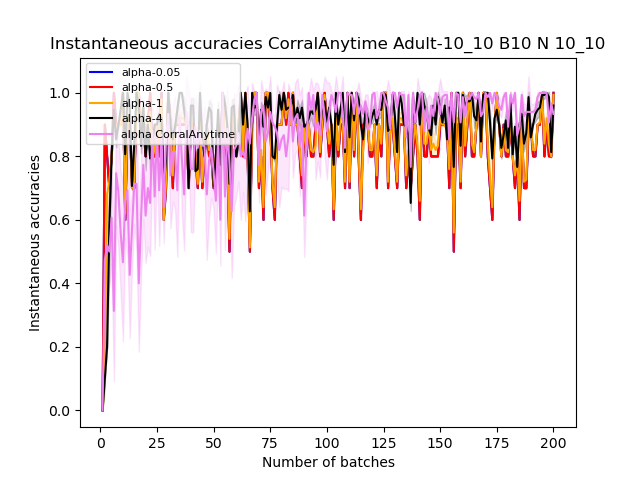 Instantaneous accuracies CorralAnytime Adult-10_10 B10 N 10_10
alpha-0.05
alpha-0.5
alpha-1
alpha-4
alpha CorralAnytime
1.0
0.8
0.6
0.4
0.2
0.0
Instantaneous accuracies
0 25 50 75 100 125 150 175 200
Number of batches